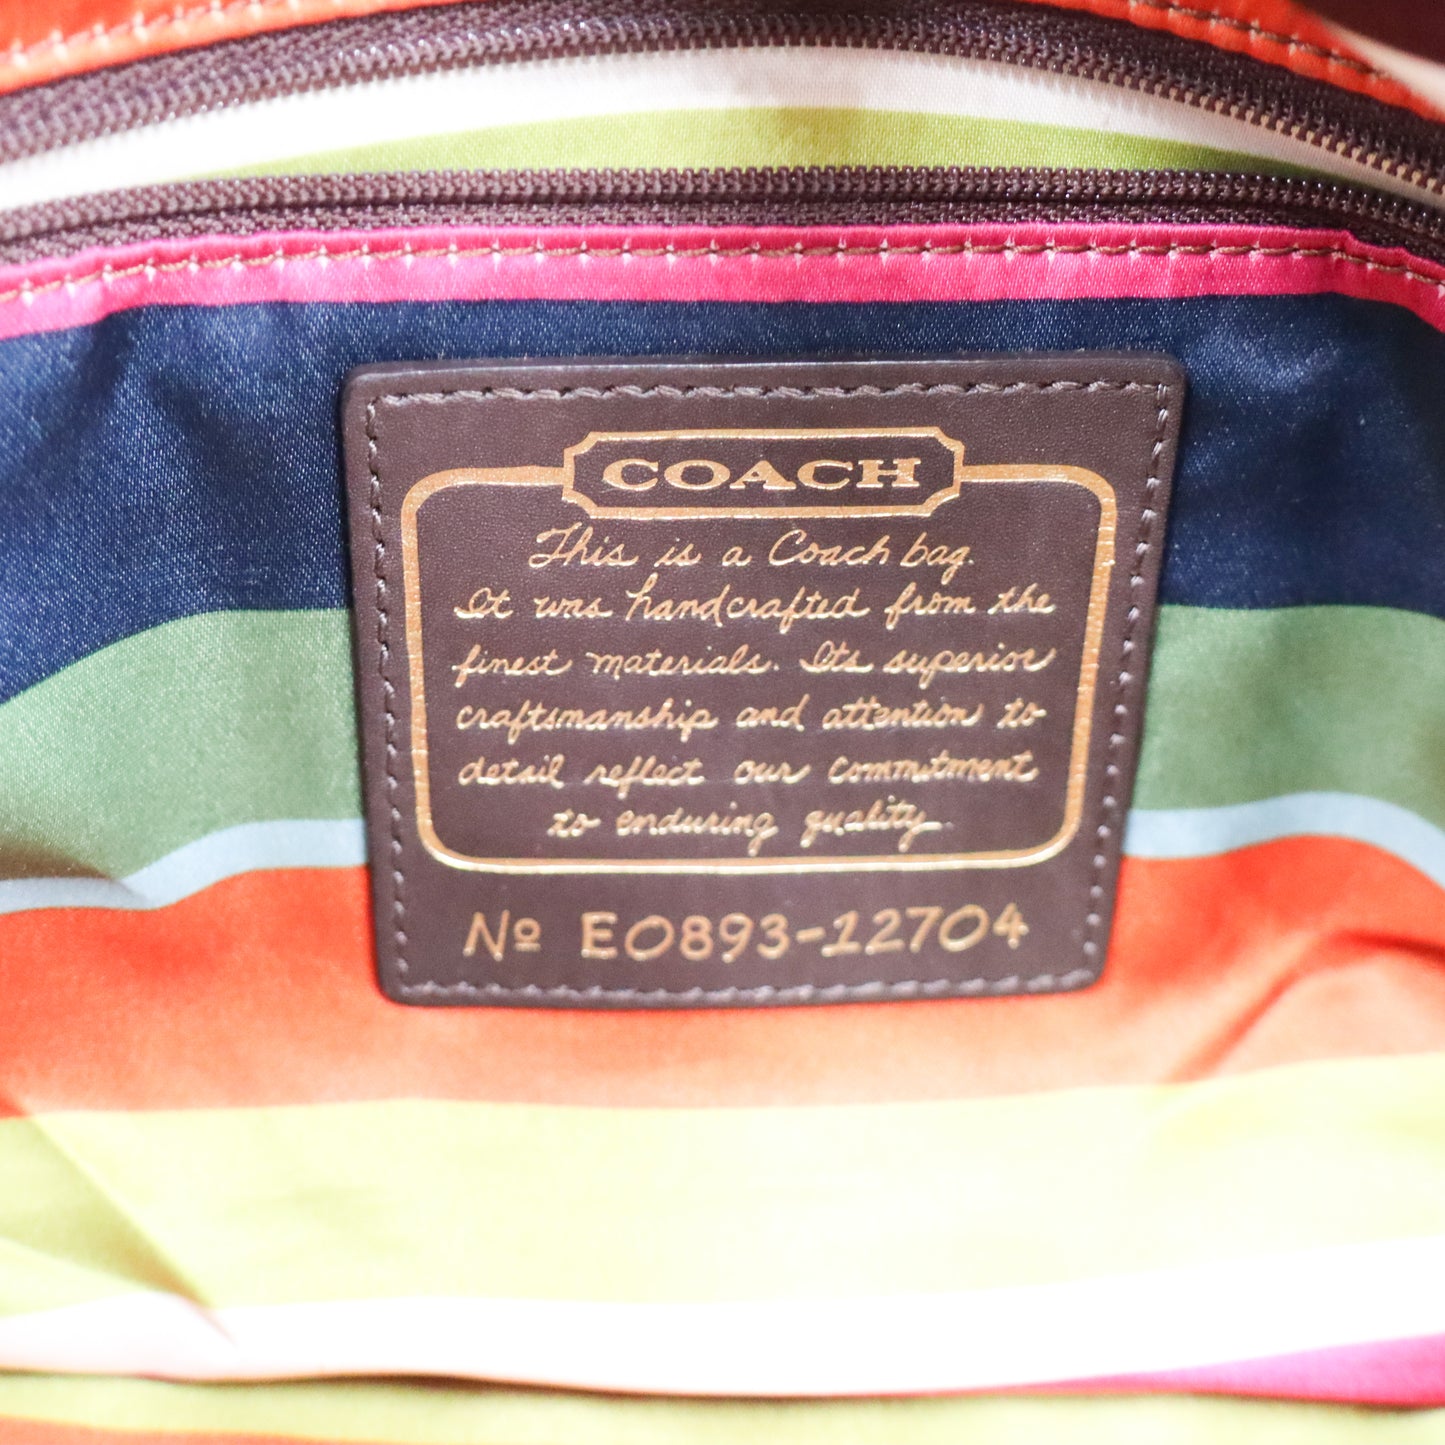 COACH
This is a Coach bag.
It was handcrafted from the
finest materials. Its superior
craftsmanship and attention to
detail reflect our commitment
to enduring quality.
Nº E0893-12704